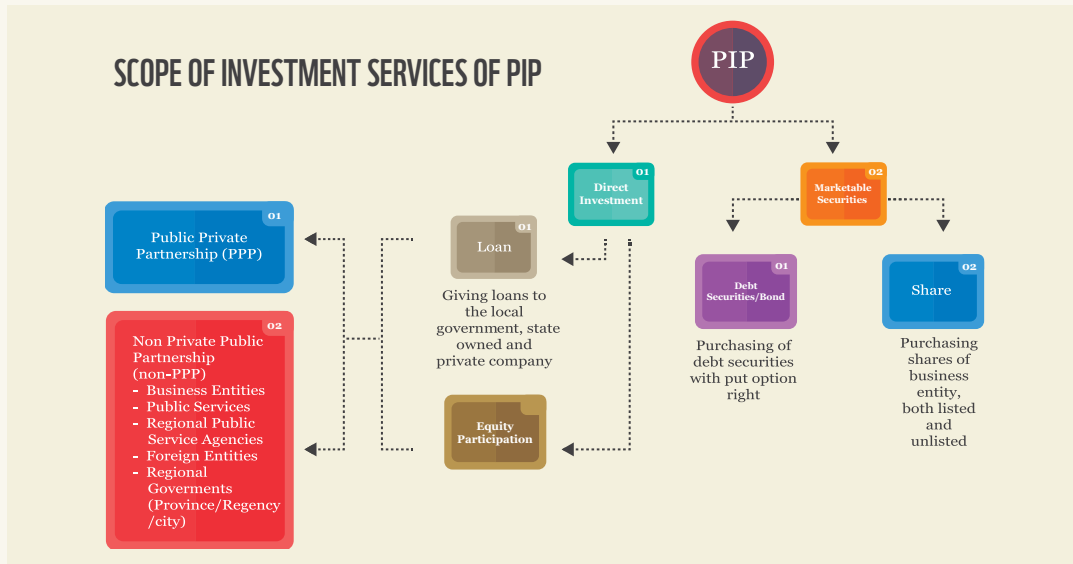 SCOPE OF INVESTMENT SERVICES OF PIP
PIP
01
Direct
Investment
02
Marketable
Securities
01
Public Private
Partnership (PPP)
02
Non Private Public
Partnership
(non-PPP)
- Business Entities
- Public Services
- Regional Public
Service Agencies
- Foreign Entities
- Regional
Goverments
(Province/Regency
/city)
01
Loan
Giving loans to
the local
government, state
owned and
private company
Equity
Participation
01
Debt
Securities/Bond
Purchasing of
debt securities
with put option
right
02
Share
Purchasing
shares of
business
entity,
both listed
and
unlisted